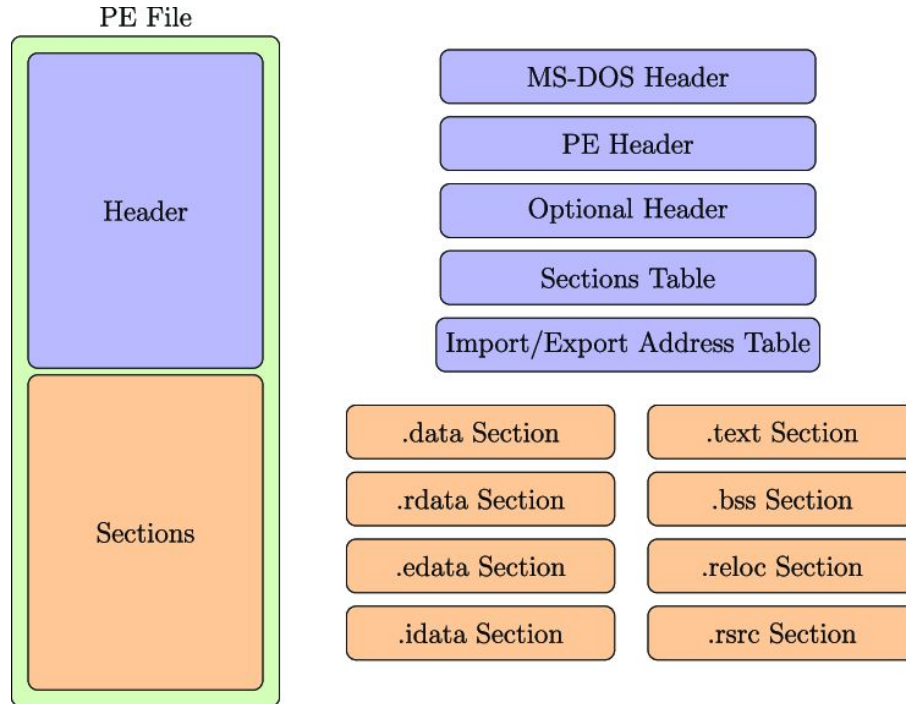 PE File
Header
Sections
MS-DOS Header
PE Header
Optional Header
Sections Table
Import/Export Address Table
.data Section
.text Section
.rdata Section
.bss Section
.edata Section
.reloc Section
.idata Section
.rsrc Section